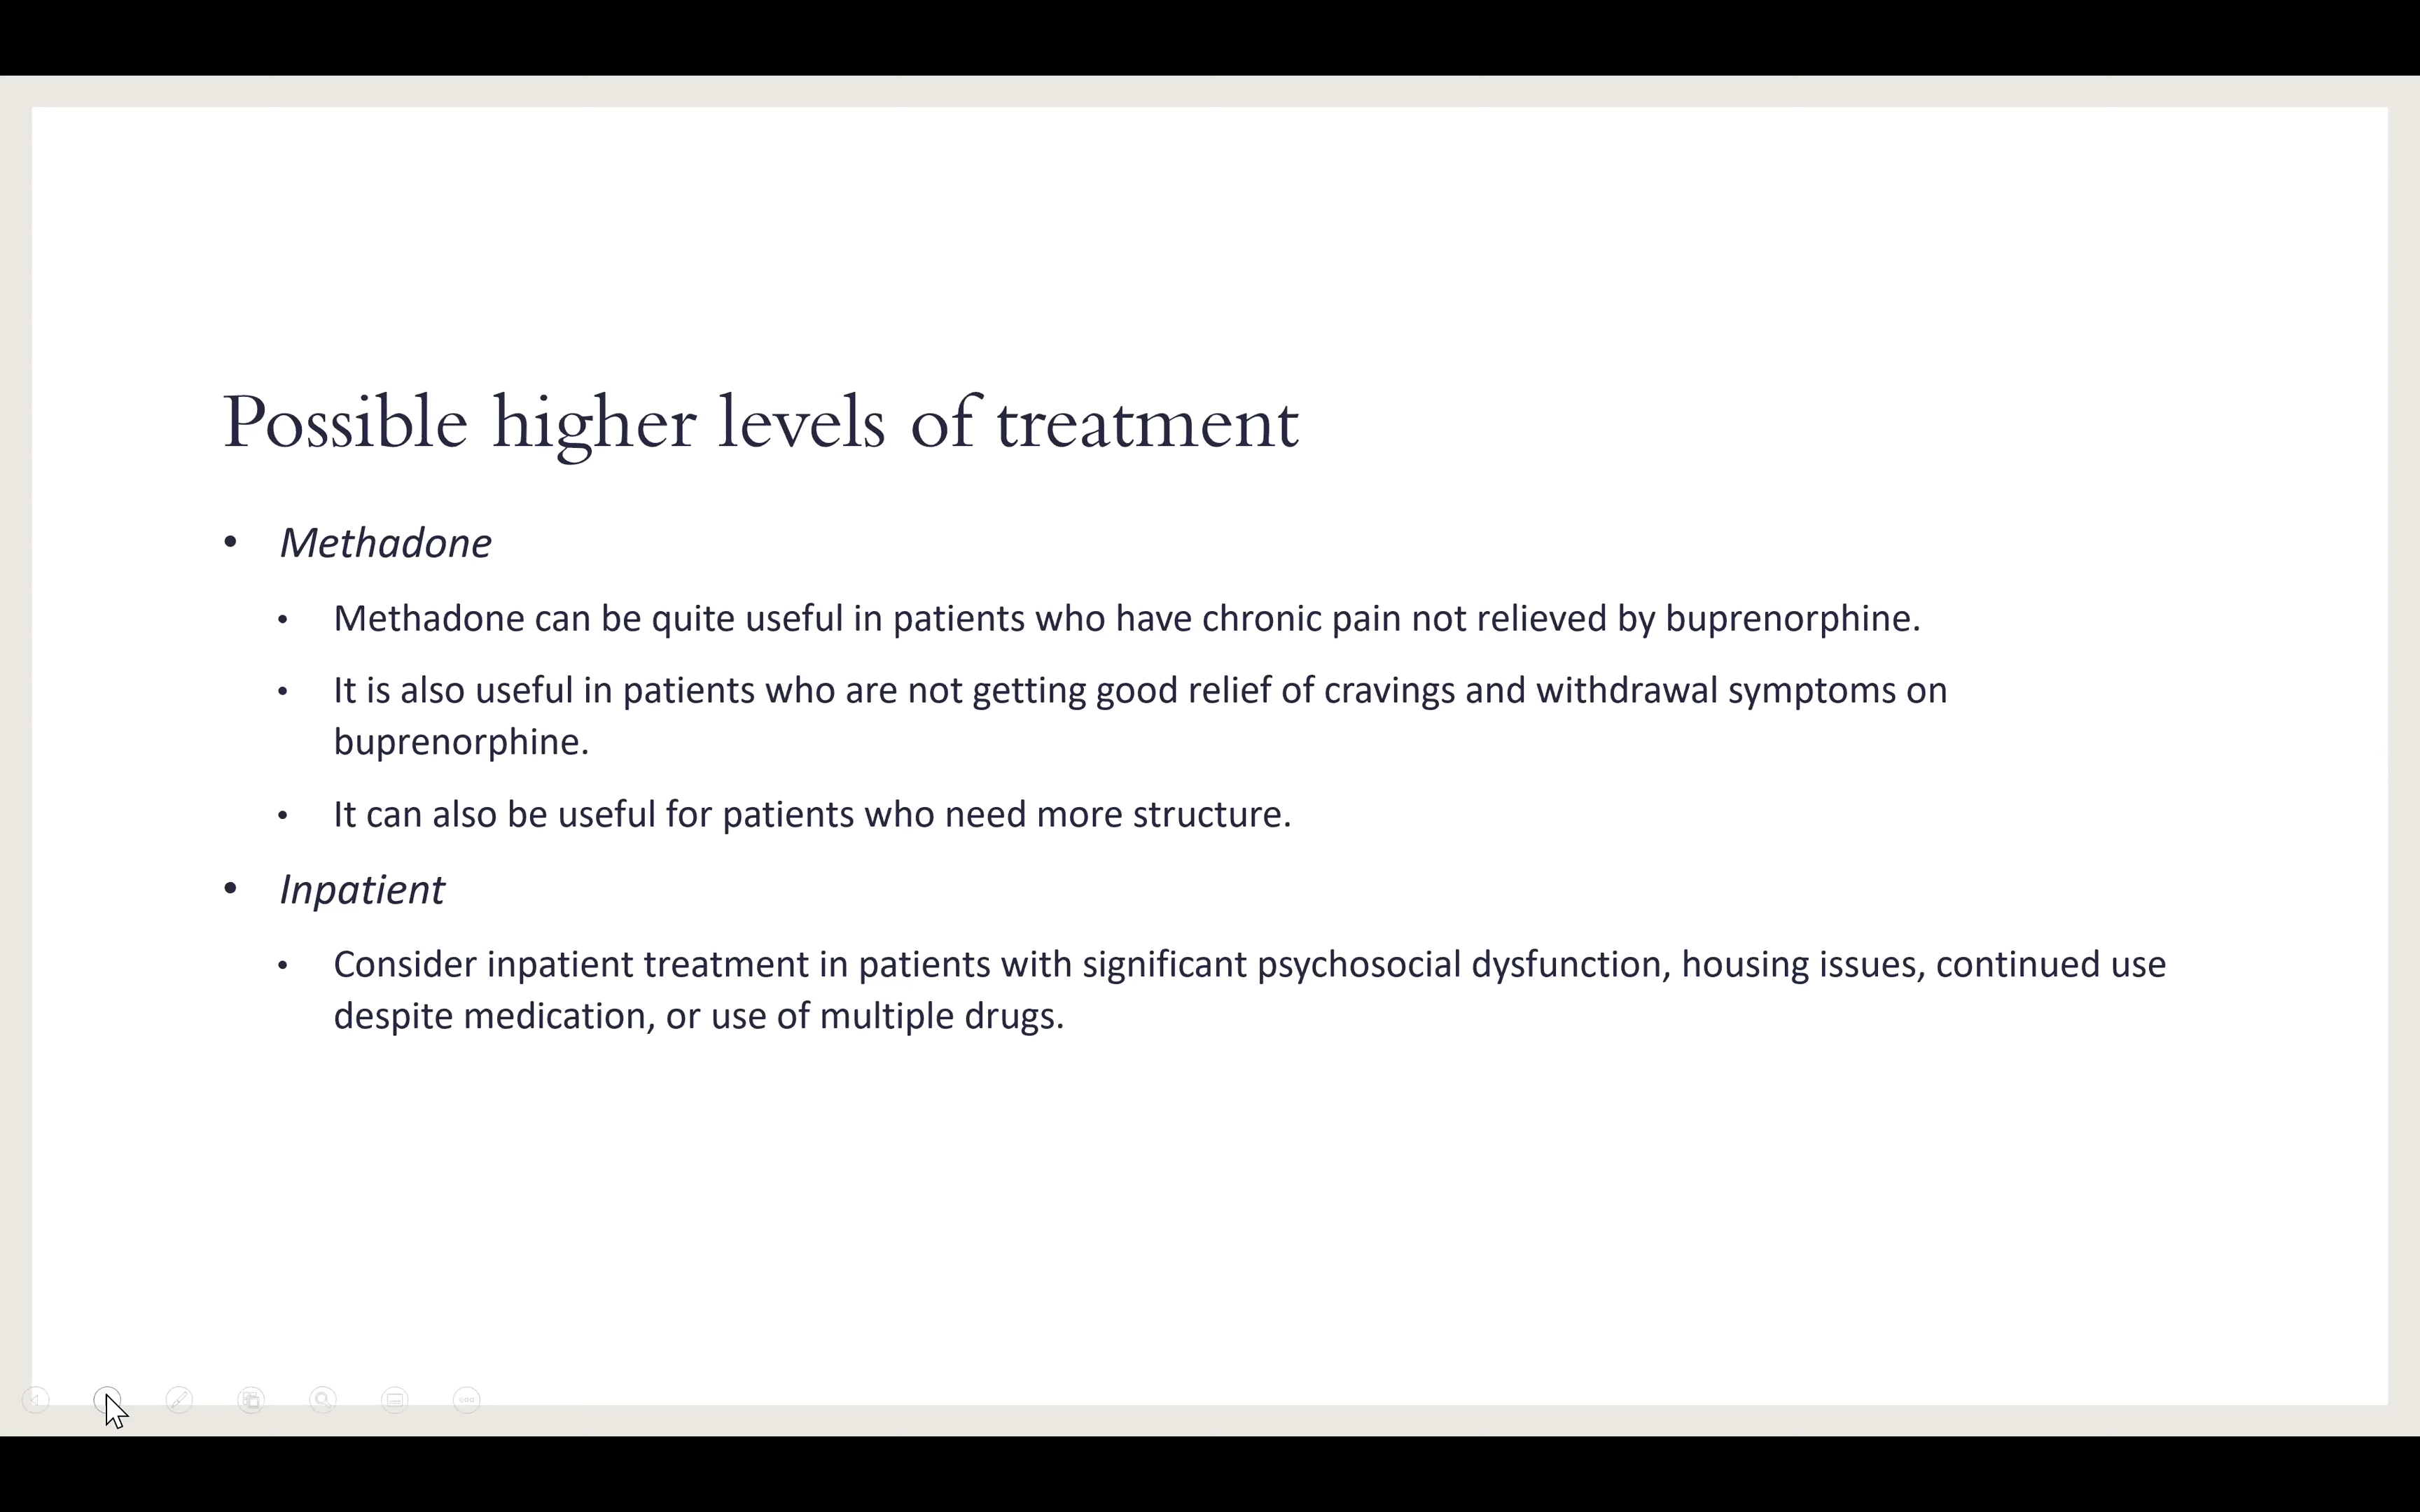 Possible higher levels of treatment
• Methadone
• Methadone can be quite useful in patients who have chronic pain not relieved by buprenorphine.
• It is also useful in patients who are not getting good relief of cravings and withdrawal symptoms on
buprenorphine.
• It can also be useful for patients who need more structure.
• Inpatient
• Consider inpatient treatment in patients with significant psychosocial dysfunction, housing issues, continued use
despite medication, or use of multiple drugs.